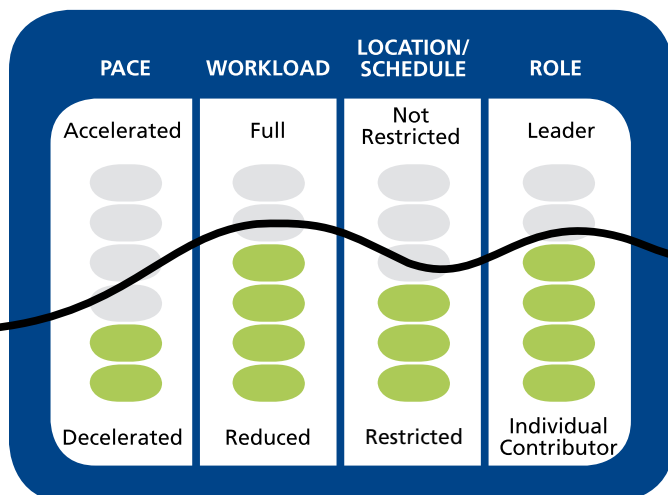 PACE
WORKLOAD
LOCATION/
SCHEDULE
ROLE
Accelerated
Full
Not
Restricted
Leader
Decelerated
Reduced
Restricted
Individual
Contributor